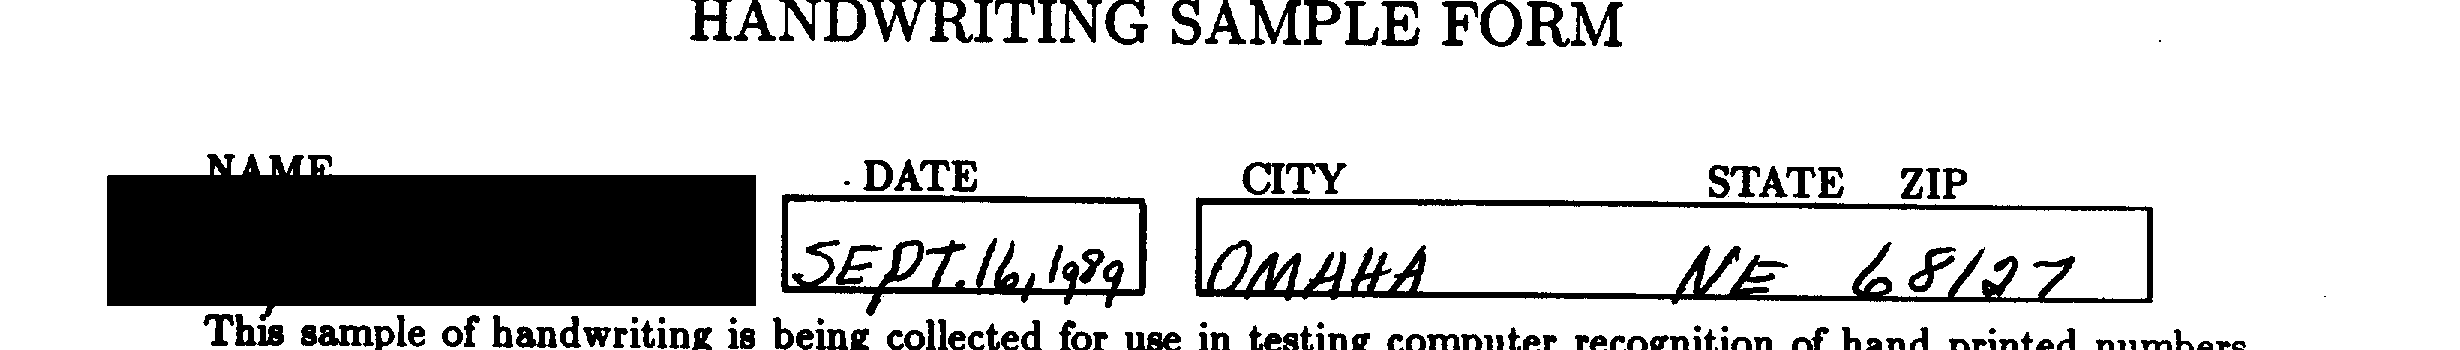 HANDWRITING SAMPLE FORM
NAME DATE CITY STATE ZIP
SEPT. 16, 1989 OMAHA NE 68127
This sample of handwriting is being collected for use in testing computer recognition of hand printed numbers